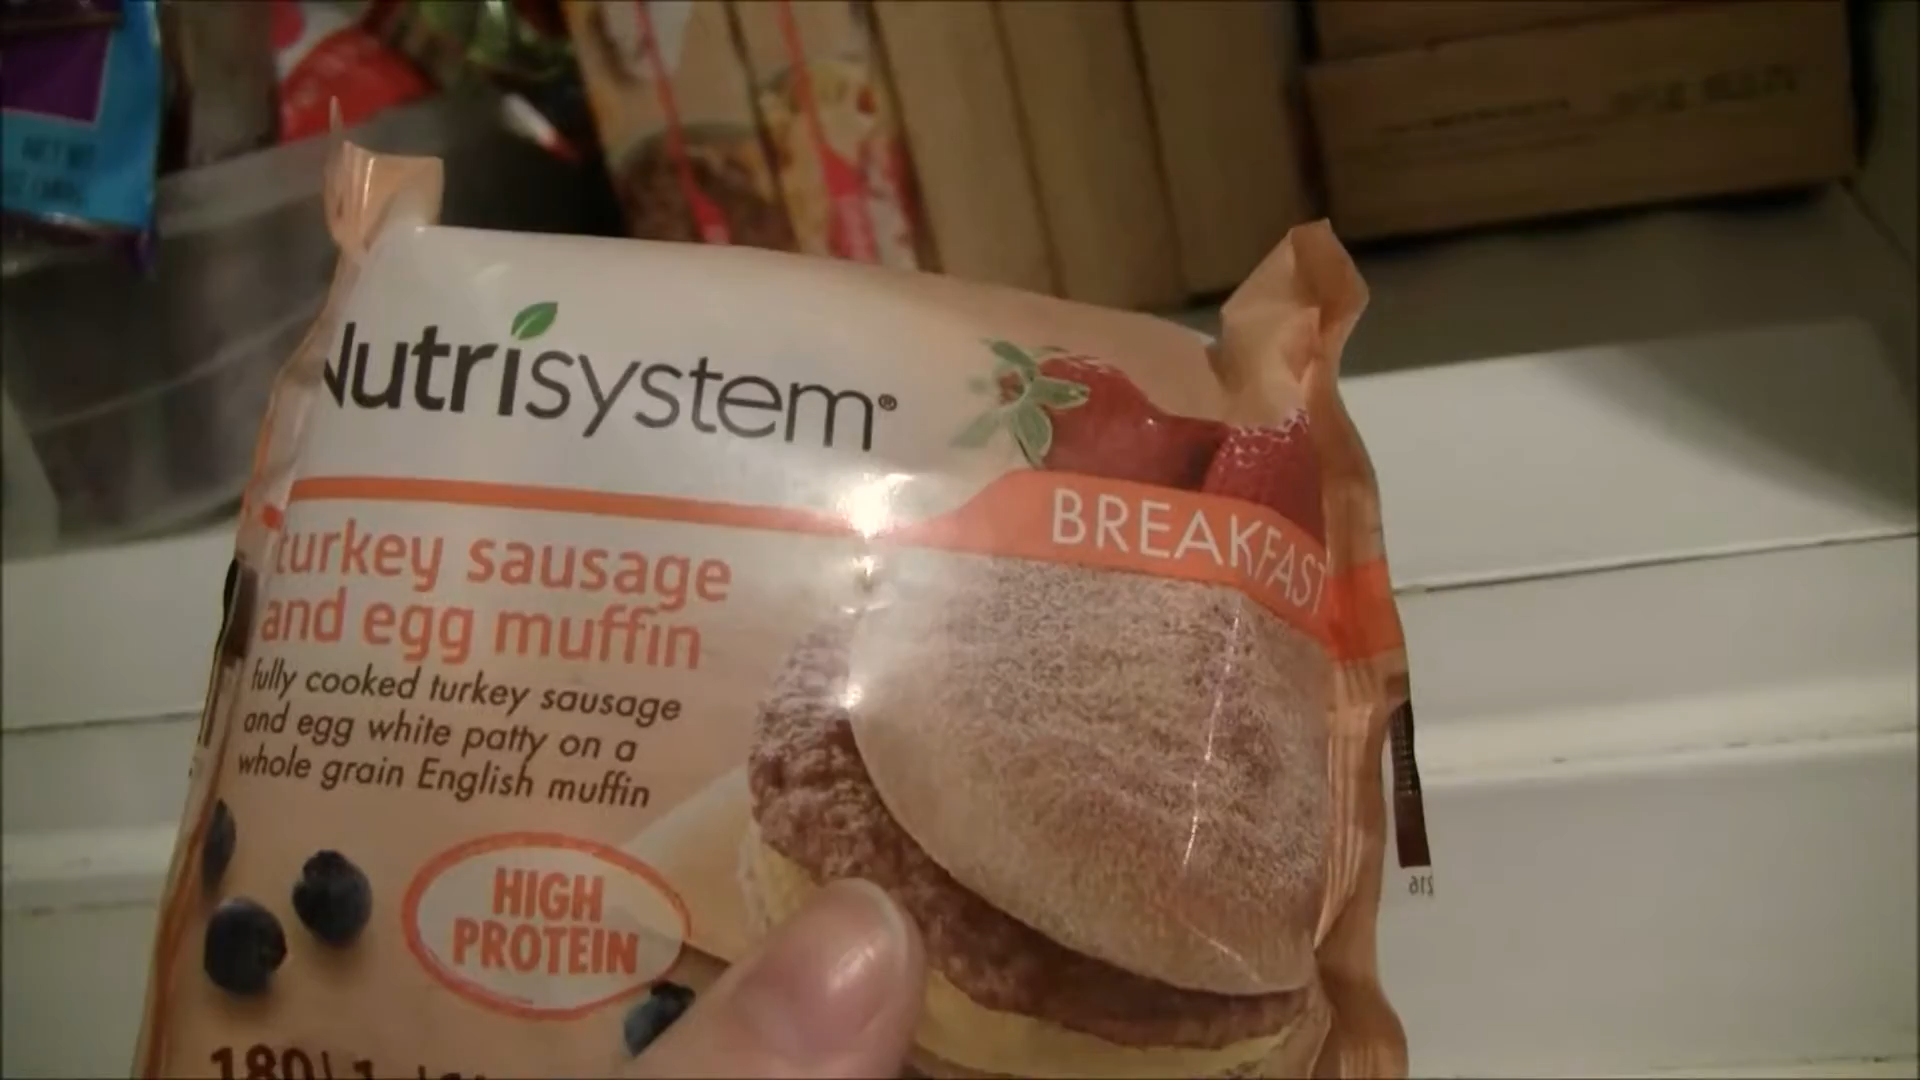 Nutrisystem®
BREAKFAST
turkey sausage
and egg muffin
fully cooked turkey sausage
and egg white patty on a
whole grain English muffin
HIGH
PROTEIN
180